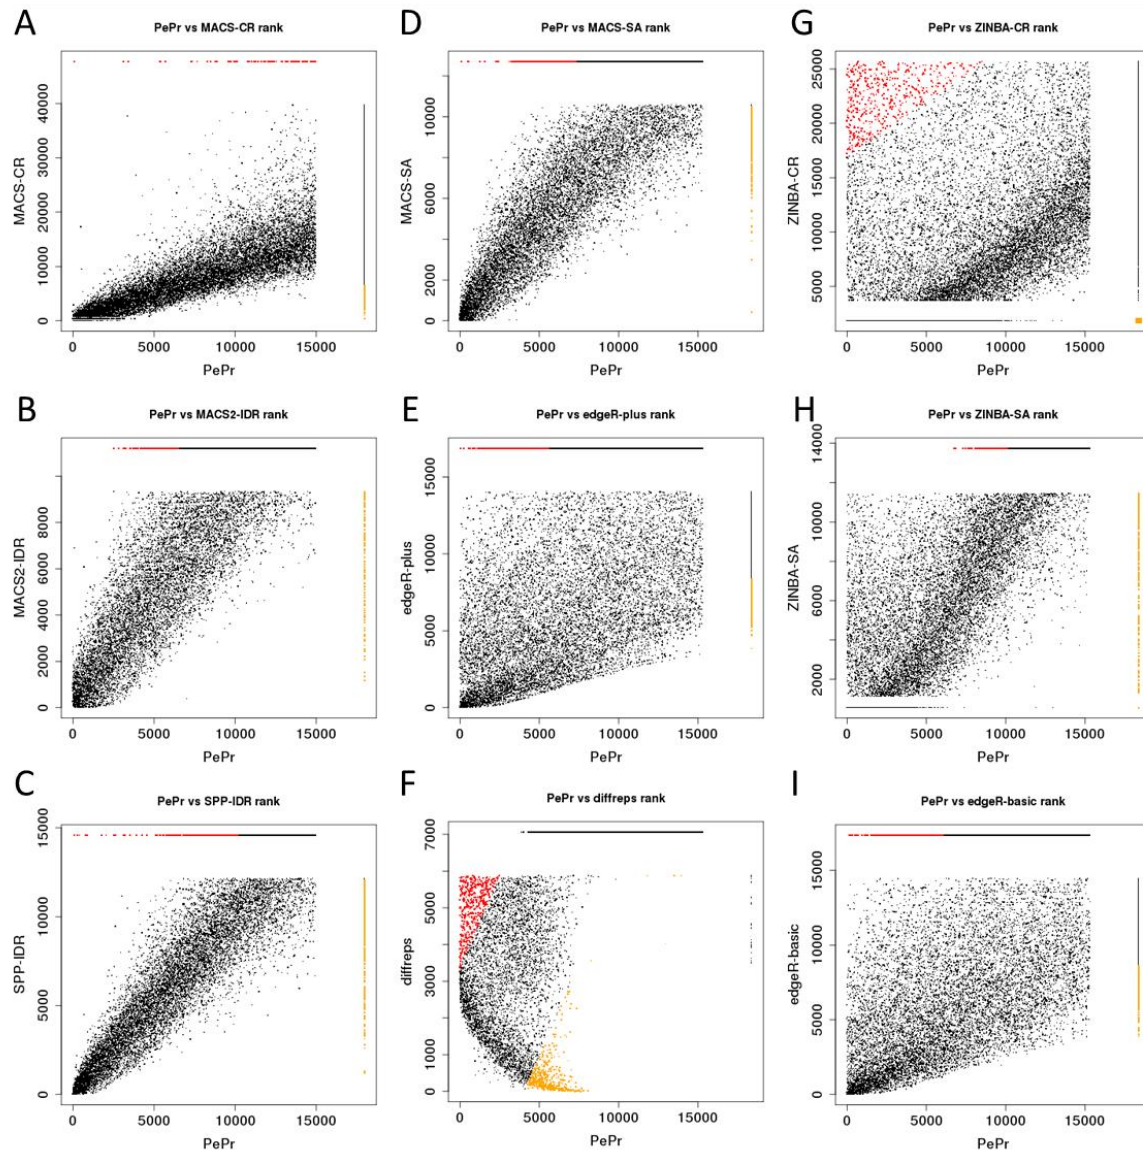 A
PePr vs MACS-CR rank
MACS-CR
0 10000 20000 30000 40000
0 5000 10000 15000
PePr
D
PePr vs MACS-SA rank
MACS-SA
0 2000 6000 10000
0 5000 10000 15000
PePr
G
PePr vs ZINBA-CR rank
ZINBA-CR
5000 10000 15000 20000 25000
0 5000 10000 15000
PePr
B
PePr vs MACS2-IDR rank
MACS2-IDR
0 2000 4000 6000 8000
0 5000 10000 15000
PePr
E
PePr vs edgeR-plus rank
edgeR-plus
0 5000 10000 15000
0 5000 10000 15000
PePr
H
PePr vs ZINBA-SA rank
ZINBA-SA
2000 6000 10000 14000
0 5000 10000 15000
PePr
C
PePr vs SPP-IDR rank
SPP-IDR
0 5000 10000 15000
0 5000 10000 15000
PePr
F
PePr vs diffreps rank
diffreps
0 1000 3000 5000 7000
0 5000 10000 15000
PePr
I
PePr vs edgeR-basic rank
edgeR-basic
0 5000 10000 15000
0 5000 10000 15000
PePr